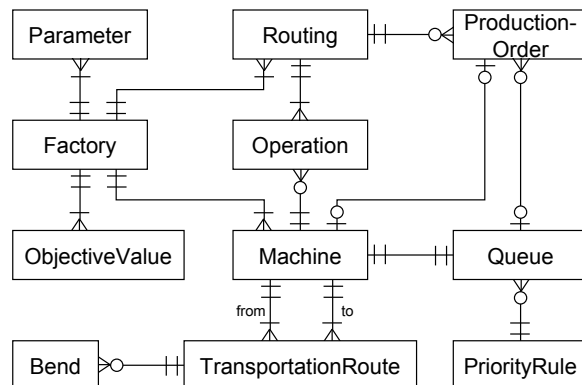 Parameter
Routing
Production-
Order
Factory
Operation
ObjectiveValue
Machine
Queue
from
to
Bend
TransportationRoute
PriorityRule